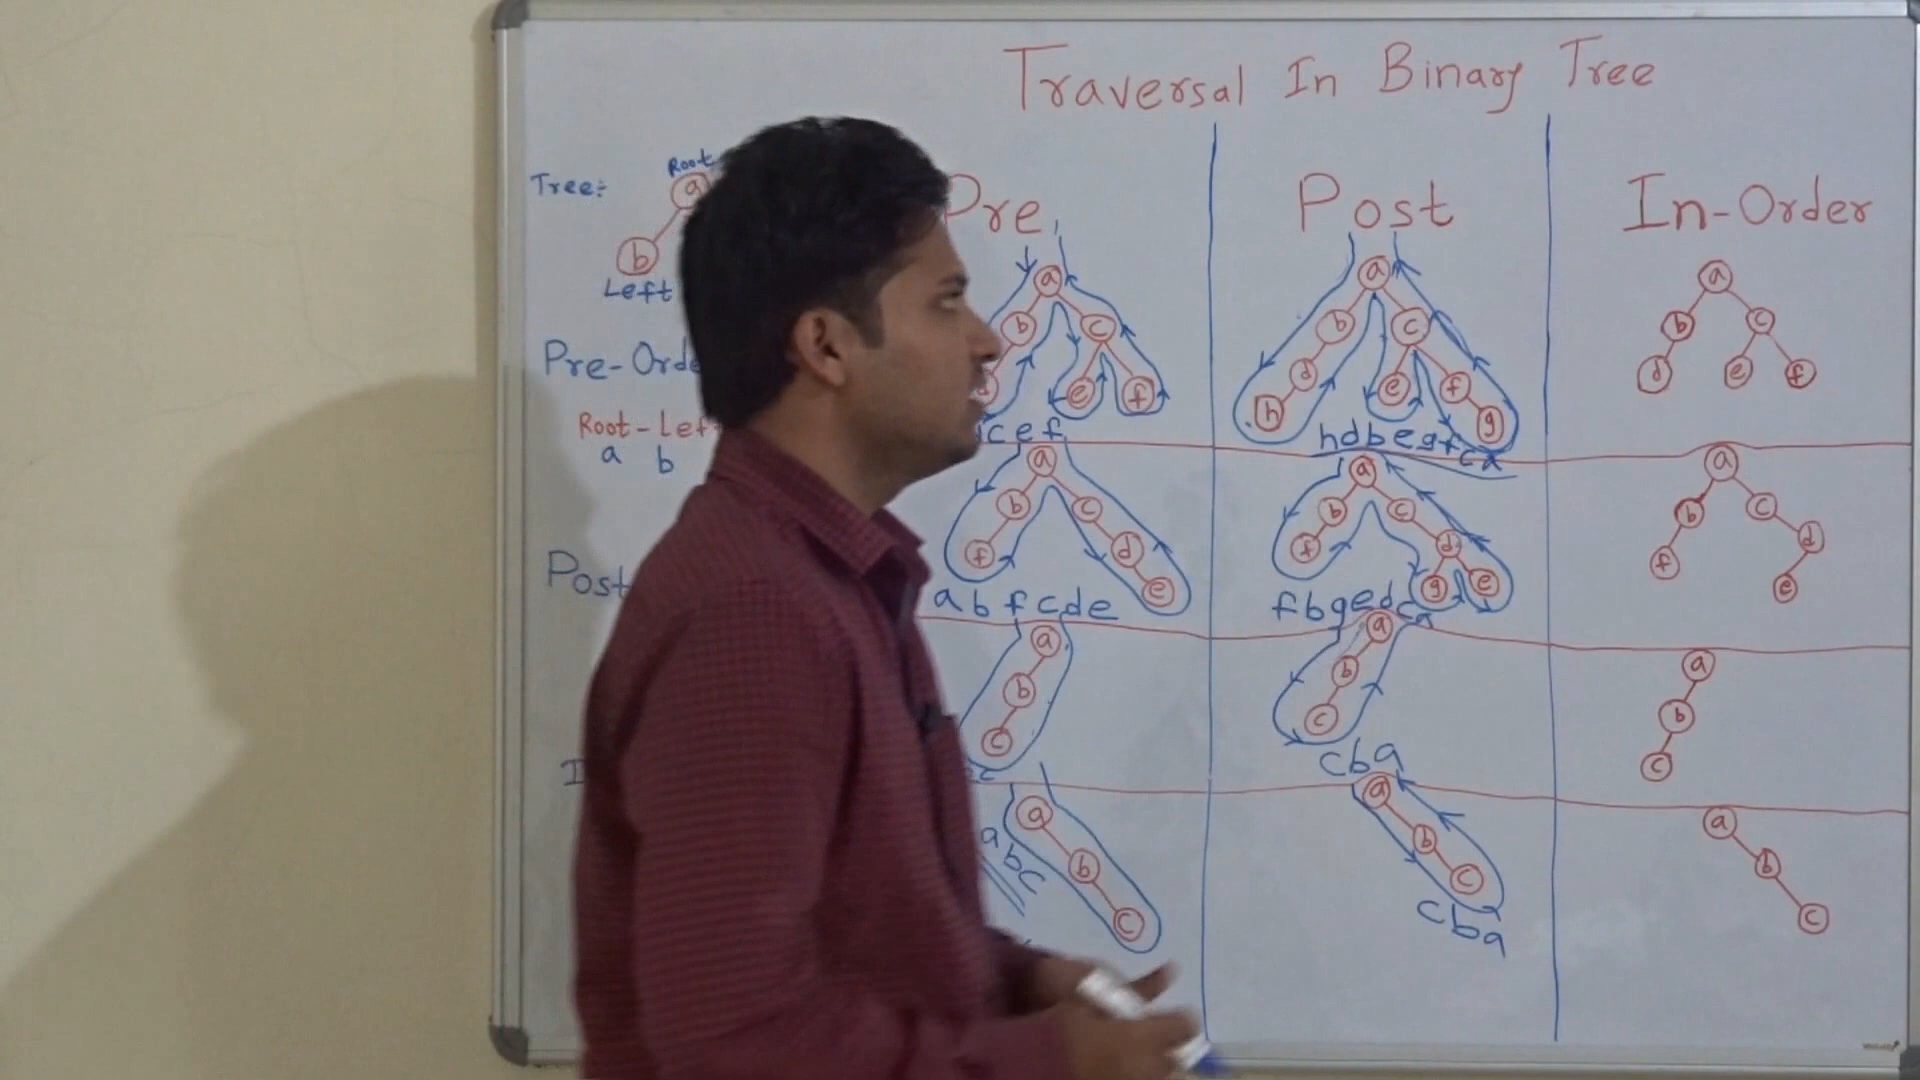 Traversal In Binary Tree
Tree:
Root
a
b
Left
Pre-Orde
Root-Lef
a b
Post
Pre
a
b
c
e
f
cef
a
b
c
f
d
e
abfcde
a
b
c
c
a
b
c
abc
Post
a
b
c
d
e
f
h
g
hdbegfca
a
b
c
f
d
g
e
fbgedca
a
b
c
cba
a
b
c
cba
In-Order
a
b
c
d
e
f
a
b
c
f
d
e
a
b
c
a
b
c